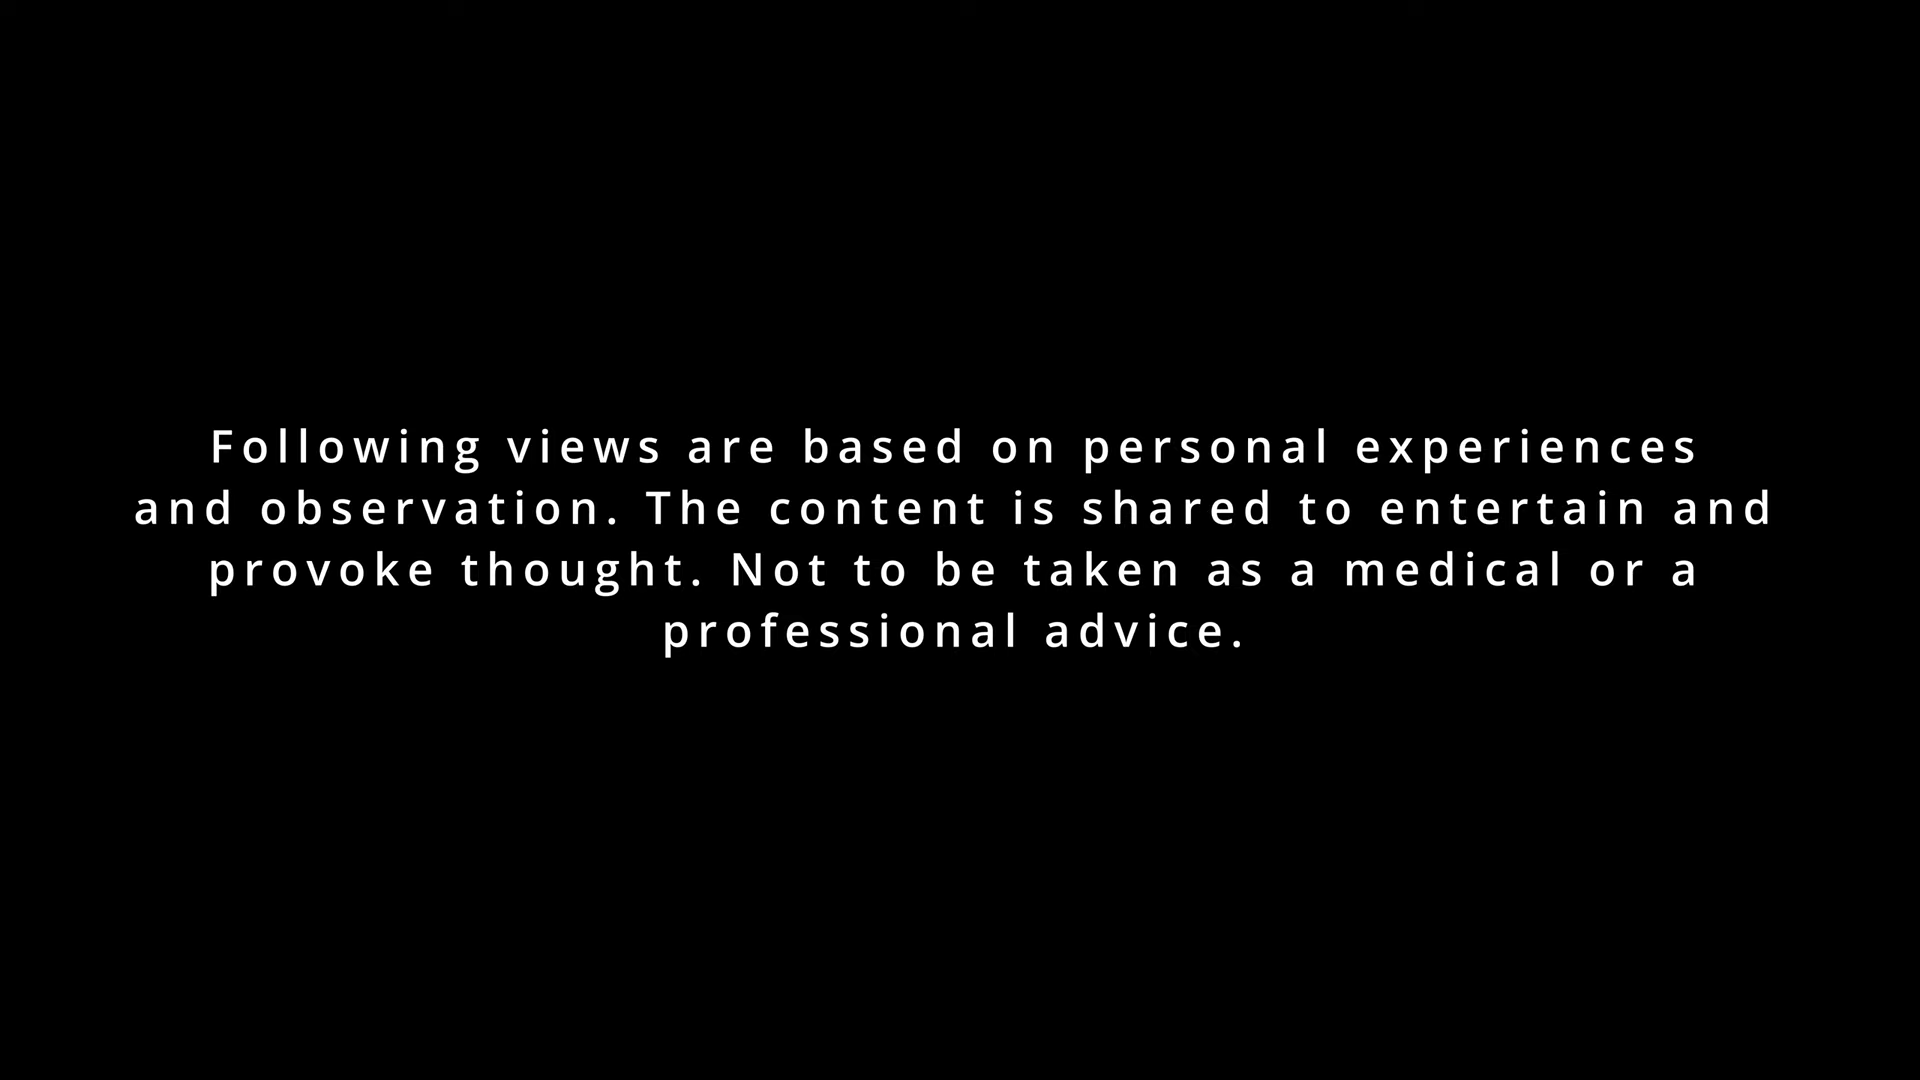 Following views are based on personal experiences
and observation. The content is shared to entertain and
provoke thought. Not to be taken as a medical or a
professional advice.